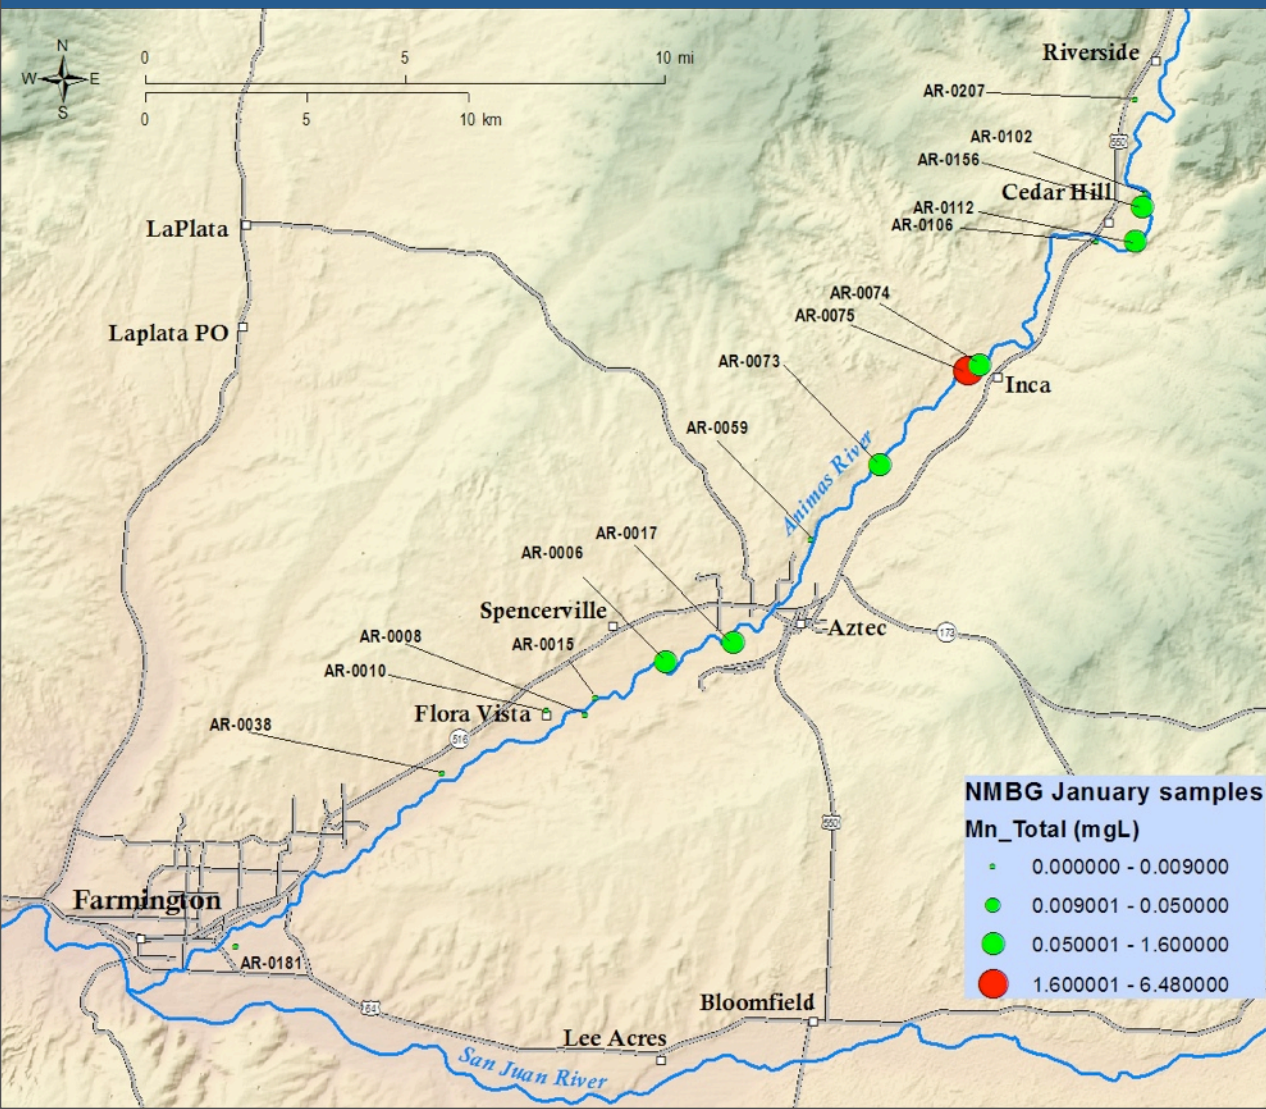 N
W
E
S
0
5
10 mi
0
5
10 km
Riverside
AR-0207
550
AR-0102
AR-0156
Cedar Hill
AR-0112
AR-0106
LaPlata
AR-0074
AR-0075
Laplata PO
AR-0073
Inca
AR-0059
Animas River
AR-0017
AR-0006
Spencerville
Aztec
173
AR-0008
AR-0015
AR-0010
Flora Vista
AR-0038
516
NMBG January samples
Mn_Total (mgL)
0.000000 - 0.009000
0.009001 - 0.050000
0.050001 - 1.600000
1.600001 - 6.480000
550
Farmington
AR-0181
64
Bloomfield
Lee Acres
San Juan River